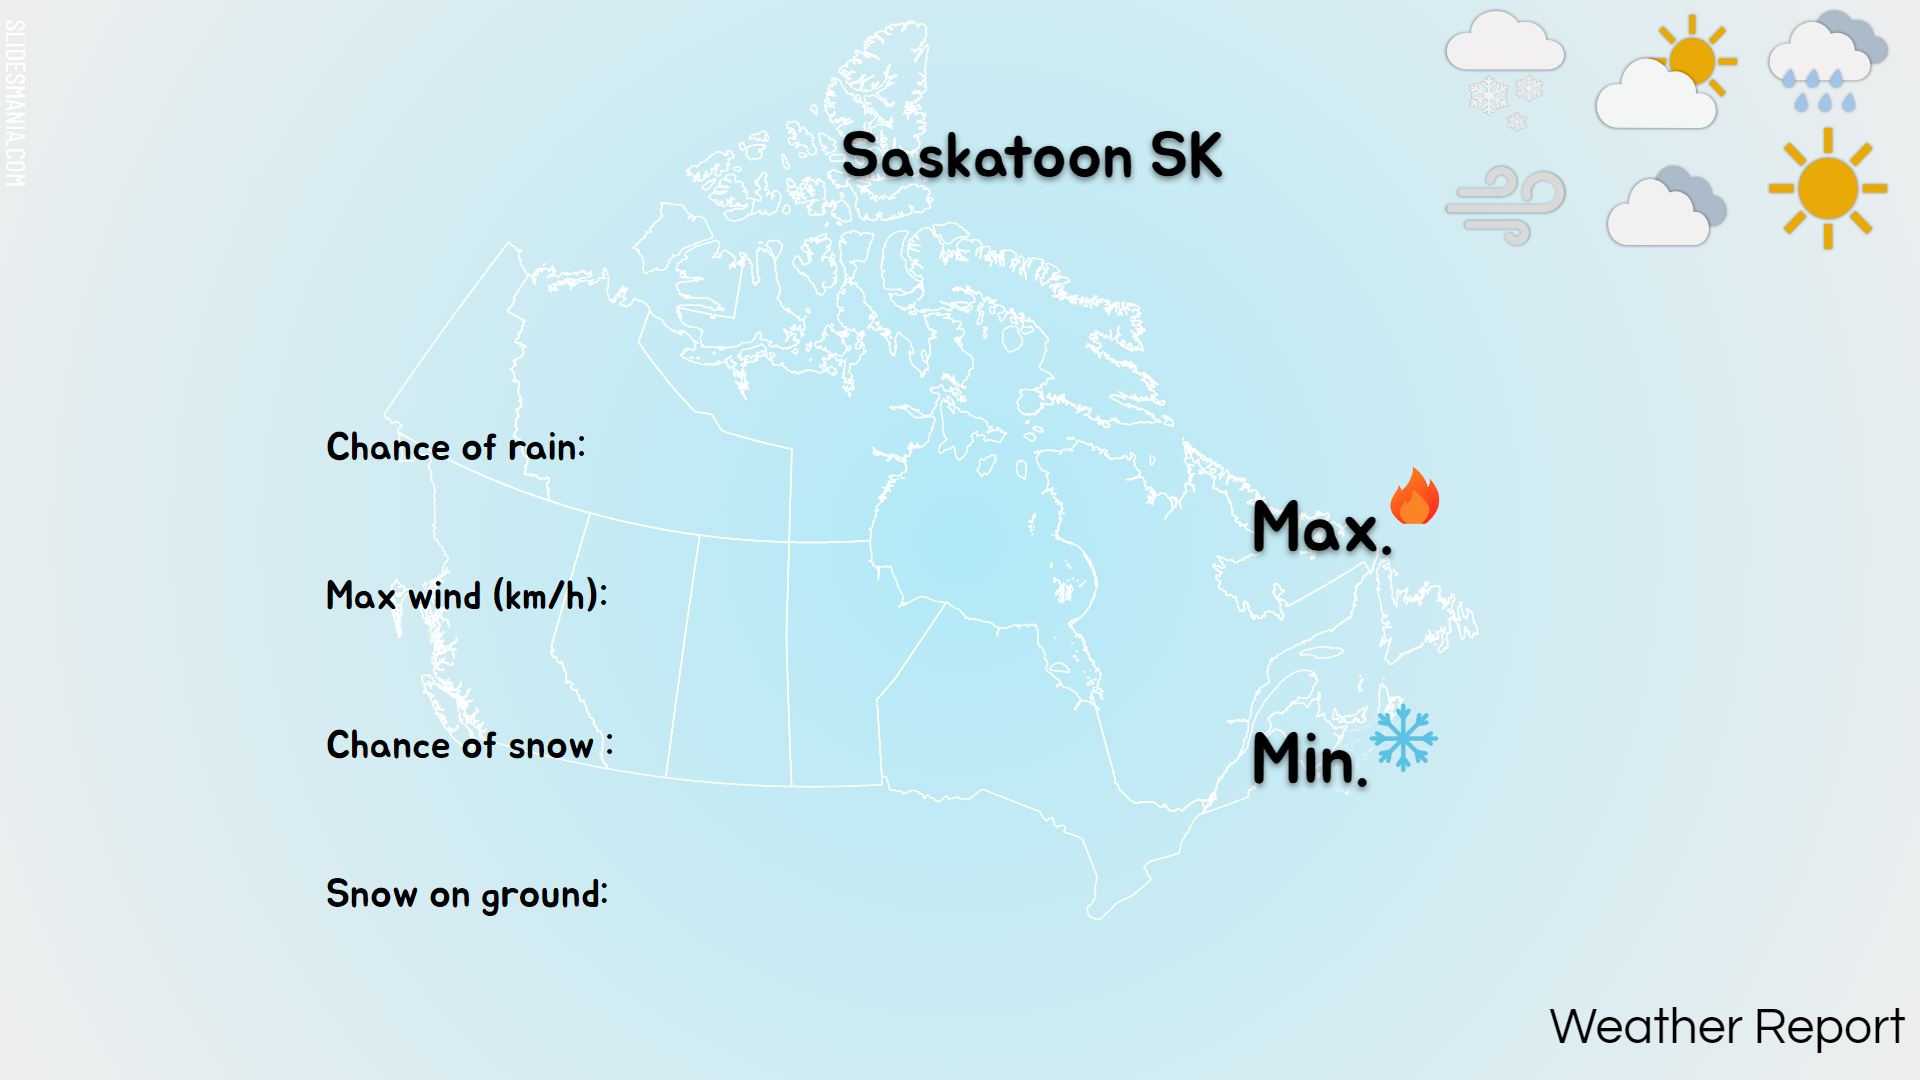 SLIDESMANIA.COM
Saskatoon SK
Chance of rain:
Max.
Max wind (km/h):
Chance of snow :
Min.
Snow on ground:
Weather Report